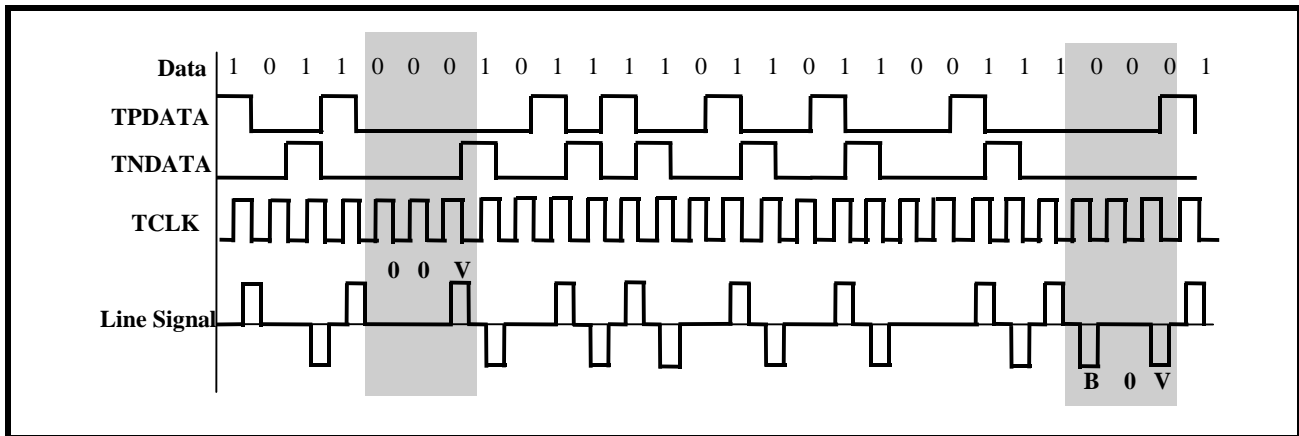 Data 1 0 1 1 0 0 0 1 0 1 1 1 1 0 1 1 0 1 1 0 0 1 1 1 0 0 0 1
TPDATA
TNDATA
TCLK
0 0 V
Line Signal
B 0 V